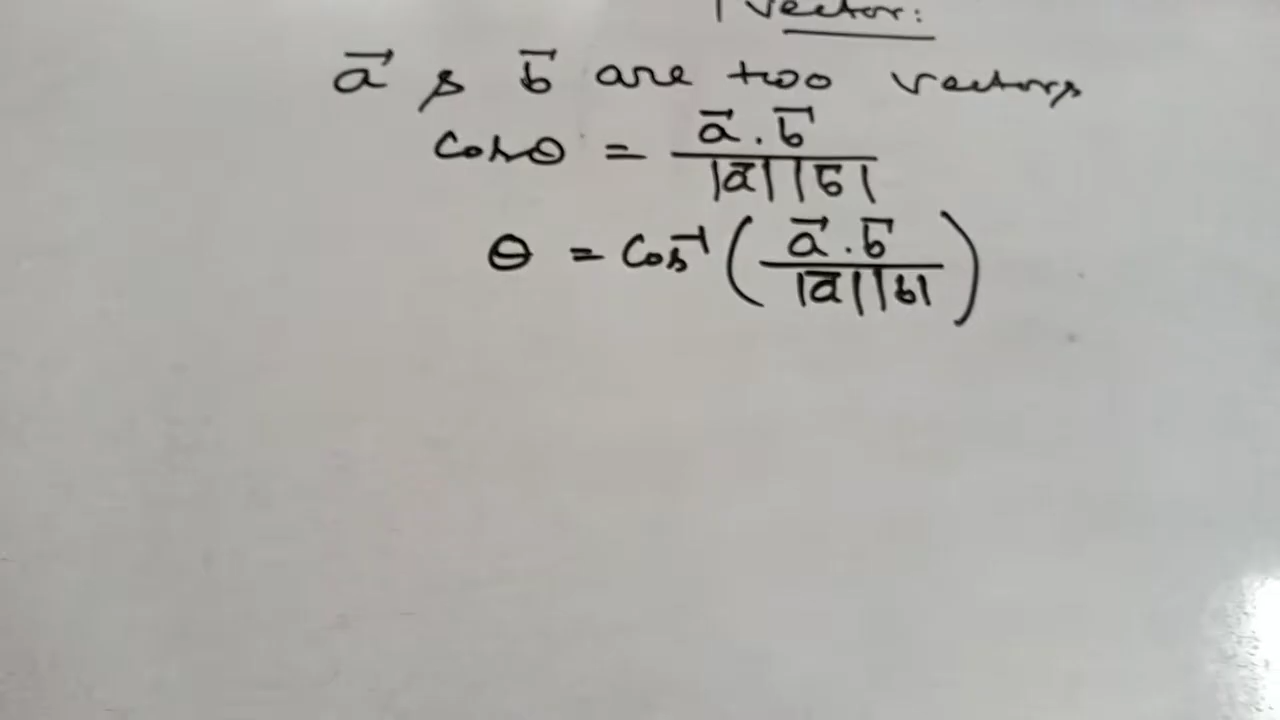 Vector:
a⃗ & b⃗ are two vectors
Cosθ = a⃗ . b⃗ / |a⃗| |b⃗|
θ = Cos⁻¹ ( a⃗ . b⃗ / |a⃗| |b| )